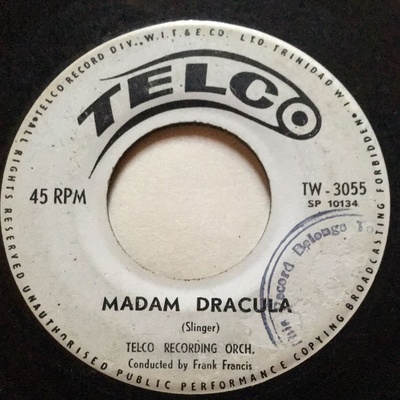 TELCO RECORD DIV., W.I.T. & E. CO. LTD. TRINIDAD W.I.
ALL RIGHTS RESERVED UNAUTHORISED PUBLIC PERFORMANCE COPYING BROADCASTING FORBIDDEN
TELCO
45 RPM
TW - 3055
SP 10134
This Record Belongs To
MADAM DRACULA
(Slinger)
TELCO RECORDING ORCH.
Conducted by Frank Francis